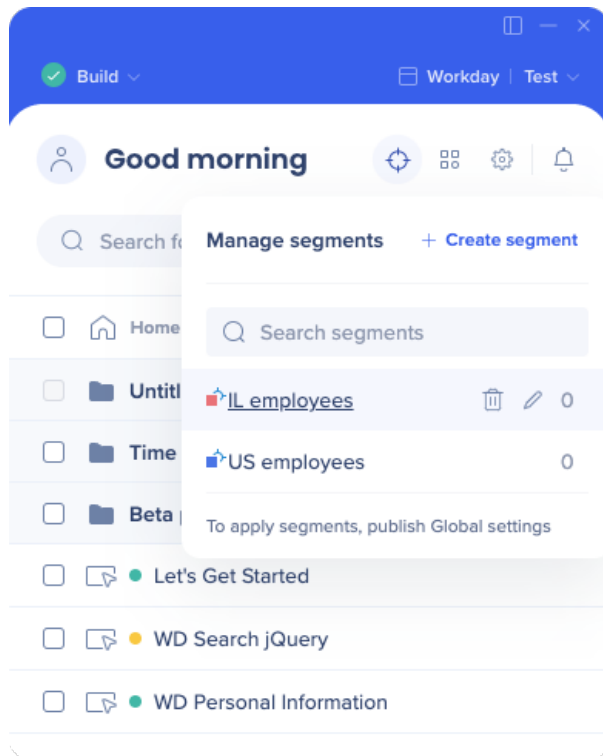 Build
Workday | Test
Good morning
Search
Manage segments + Create segment
Home
Search segments
IL employees 0
Time
US employees 0
Beta
To apply segments, publish Global settings
Let's Get Started
WD Search jQuery
WD Personal Information